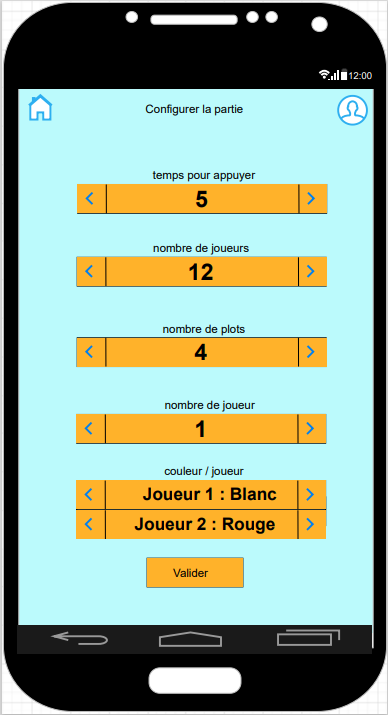 12:00
Configurer la partie
temps pour appuyer
5
nombre de joueurs
12
nombre de plots
4
nombre de joueur
1
couleur / joueur
Joueur 1 : Blanc
Joueur 2 : Rouge
Valider